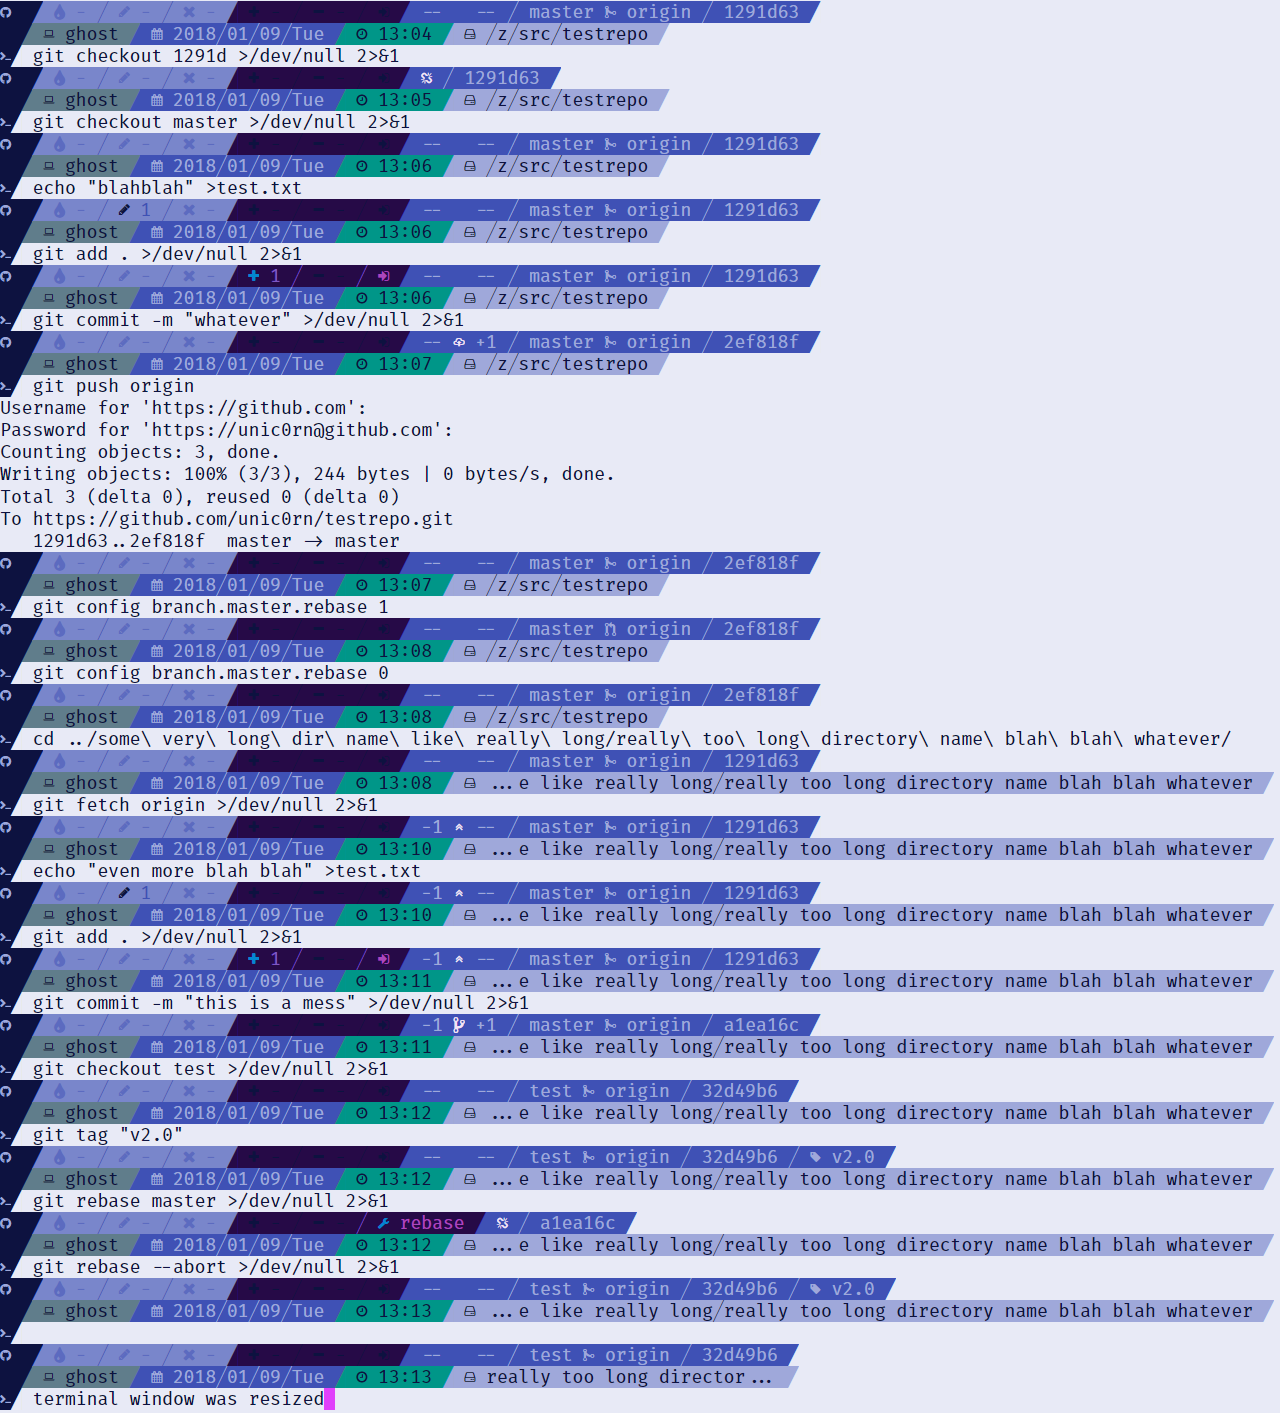 - - - -- -- master origin 1291d63
ghost 2018/01/09/Tue 13:04 /z/src/testrepo
git checkout 1291d >/dev/null 2>&1
- - - 1291d63
ghost 2018/01/09/Tue 13:05 /z/src/testrepo
git checkout master >/dev/null 2>&1
- - - -- -- master origin 1291d63
ghost 2018/01/09/Tue 13:06 /z/src/testrepo
echo "blahblah" >test.txt
- 1 - -- -- master origin 1291d63
ghost 2018/01/09/Tue 13:06 /z/src/testrepo
git add . >/dev/null 2>&1
- - - 1 -- -- master origin 1291d63
ghost 2018/01/09/Tue 13:06 /z/src/testrepo
git commit -m "whatever" >/dev/null 2>&1
- - - -- +1 master origin 2ef818f
ghost 2018/01/09/Tue 13:07 /z/src/testrepo
git push origin
Username for 'https://github.com':
Password for 'https://unic0rn@github.com':
Counting objects: 3, done.
Writing objects: 100% (3/3), 244 bytes | 0 bytes/s, done.
Total 3 (delta 0), reused 0 (delta 0)
To https://github.com/unic0rn/testrepo.git
1291d63..2ef818f master -> master
- - - -- -- master origin 2ef818f
ghost 2018/01/09/Tue 13:07 /z/src/testrepo
git config branch.master.rebase 1
- - - -- -- master origin 2ef818f
ghost 2018/01/09/Tue 13:08 /z/src/testrepo
git config branch.master.rebase 0
- - - -- -- master origin 2ef818f
ghost 2018/01/09/Tue 13:08 /z/src/testrepo
cd ../some\ very\ long\ dir\ name\ like\ really\ long/really\ too\ long\ directory\ name\ blah\ blah\ whatever/
- - - -- -- master origin 1291d63
ghost 2018/01/09/Tue 13:08 ...e like really long/really too long directory name blah blah whatever
git fetch origin >/dev/null 2>&1
- - - -1 -- master origin 1291d63
ghost 2018/01/09/Tue 13:10 ...e like really long/really too long directory name blah blah whatever
echo "even more blah blah" >test.txt
- 1 - -1 -- master origin 1291d63
ghost 2018/01/09/Tue 13:10 ...e like really long/really too long directory name blah blah whatever
git add . >/dev/null 2>&1
- - - 1 -1 -- master origin 1291d63
ghost 2018/01/09/Tue 13:11 ...e like really long/really too long directory name blah blah whatever
git commit -m "this is a mess" >/dev/null 2>&1
- - - -1 +1 master origin a1ea16c
ghost 2018/01/09/Tue 13:11 ...e like really long/really too long directory name blah blah whatever
git checkout test >/dev/null 2>&1
- - - -- -- test origin 32d49b6
ghost 2018/01/09/Tue 13:12 ...e like really long/really too long directory name blah blah whatever
git tag "v2.0"
- - - -- -- test origin 32d49b6 v2.0
ghost 2018/01/09/Tue 13:12 ...e like really long/really too long directory name blah blah whatever
git rebase master >/dev/null 2>&1
- - - rebase a1ea16c
ghost 2018/01/09/Tue 13:12 ...e like really long/really too long directory name blah blah whatever
git rebase --abort >/dev/null 2>&1
- - - -- -- test origin 32d49b6 v2.0
ghost 2018/01/09/Tue 13:13 ...e like really long/really too long directory name blah blah whatever
- - - -- -- test origin 32d49b6
ghost 2018/01/09/Tue 13:13 really too long director...
terminal window was resized